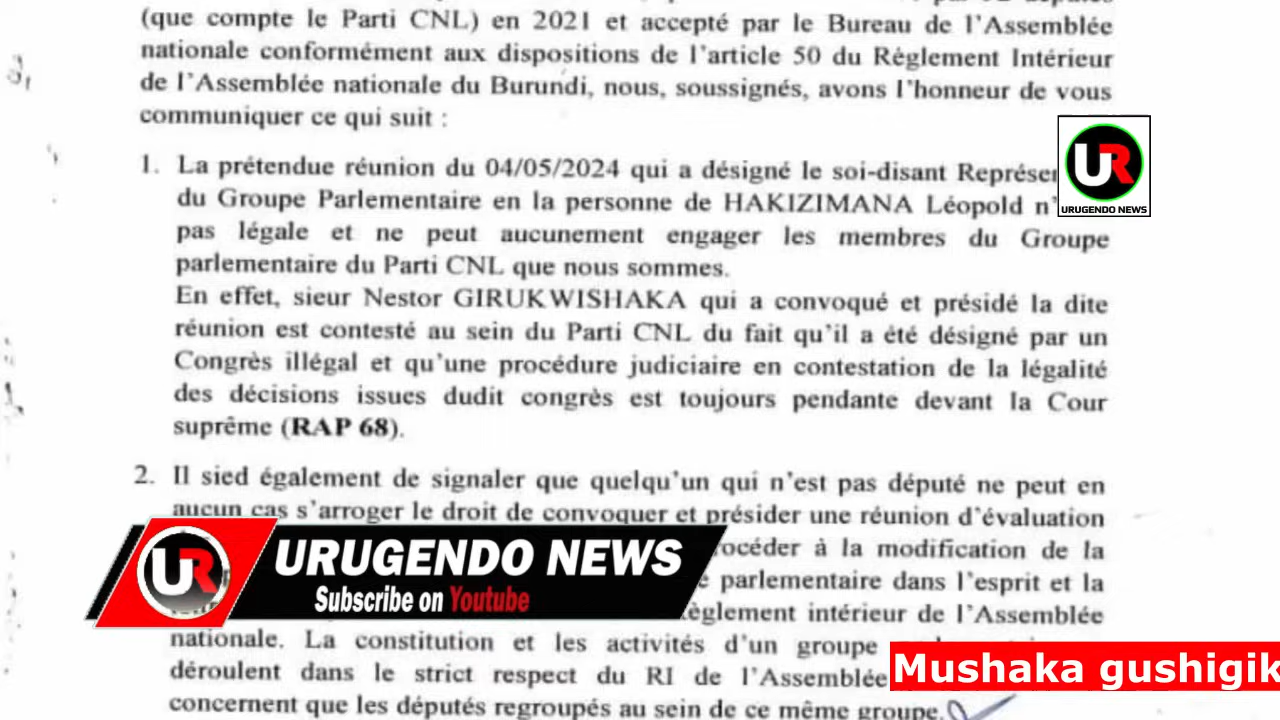 (que compte le Parti CNL) en 2021 et accepté par le Bureau de l'Assemblée
nationale conformément aux dispositions de l'article 50 du Règlement Intérieur
de l'Assemblée nationale du Burundi, nous, soussignés, avons l'honneur de vous
communiquer ce qui suit :
1. La prétendue réunion du 04/05/2024 qui a désigné le soi-disant
du Groupe Parlementaire en la personne de HAKIZIMANA Léopold
pas légale et ne peut aucunement engager les membres du Groupe
parlementaire du Parti CNL que nous sommes.
En effet, sieur Nestor GIRUKWISHAKA qui a convoqué et présidé la dite
réunion est contesté au sein du Parti CNL du fait qu'il a été désigné par un
Congrès illégal et qu'une procédure judiciaire en contestation de la légalité
des décisions issues dudit congrès est toujours pendante devant la Cour
suprême (RAP 68).
2. Il sied également de signaler que quelqu'un qui n'est pas député ne peut en
aucun cas s'arroger le droit de convoquer et présider une réunion d'évaluation
à la modification de la
parlementaire dans l'esprit et la
intérieur de l'Assemblée
nationale. La constitution et les activités d'un groupe
déroulent dans le strict respect du RI de l'Assemblée
concernent que les députés regroupés au sein de ce même groupe.
UR
URUGENDO NEWS
UR
URUGENDO NEWS
Subscribe on Youtube
Mushaka gushigik